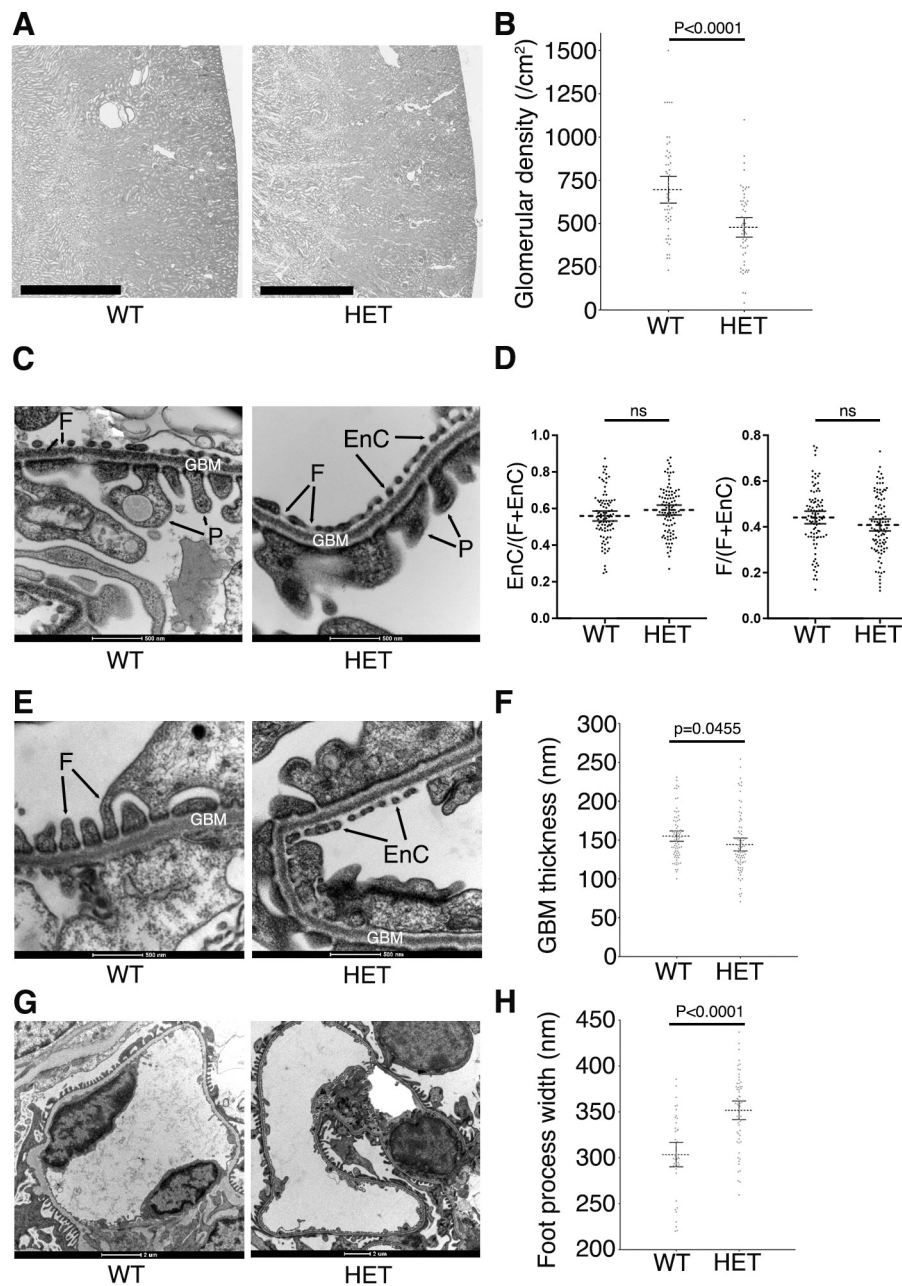 A
WT
HET
B
P<0.0001
Glomerular density (/cm²)
1500
1250
1000
750
500
250
0
WT
HET
C
F
GBM
P
500 nm
WT
EnC
F
GBM
P
500 nm
HET
D
ns
EnC/(F+EnC)
1.0
0.8
0.6
0.4
0.2
0.0
WT
HET
ns
F/(F+EnC)
0.8
0.6
0.4
0.2
0.0
WT
HET
E
F
GBM
500 nm
WT
EnC
GBM
500 nm
HET
F
p=0.0455
GBM thickness (nm)
300
250
200
150
100
50
0
WT
HET
G
2 um
WT
2 um
HET
H
P<0.0001
Foot process width (nm)
450
400
350
300
250
200
WT
HET